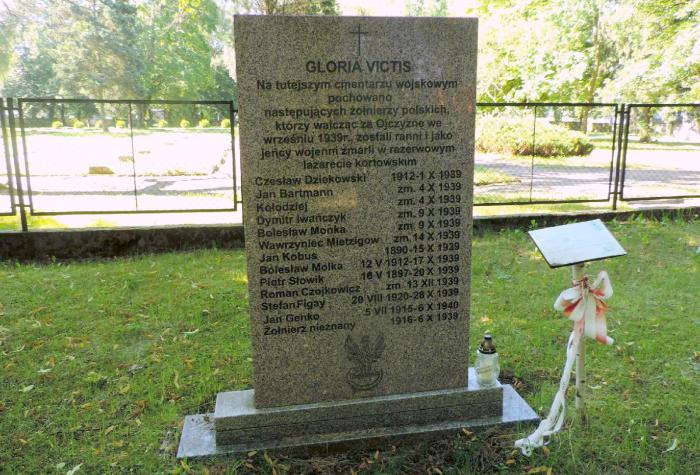 GLORIA VICTIS
Na tutejszym cmentarzu wojskowym
pochowano
następujących żołnierzy polskich,
którzy walcząc za Ojczyznę we
wrześniu 1939r., zostali ranni i jako
jeńcy wojenni zmarli w rezerwowym
lazarecie kortowskim
Czesław Dziekowski 1912-1 X 1939
Jan Bartmann zm. 4 X 1939
Kołodziej zm. 4 X 1939
Dymitr Iwańczyk zm. 9 X 1939
Bolesław Monka zm. 9 X 1939
Wawrzyniec Mietzigow zm. 14 X 1939
Jan Kobus 1890-15 X 1939
Bolesław Molka 12 V 1912-17 X 1939
Piotr Słowik 16 V 1897-20 X 1939
Roman Czojkowicz zm 13 XII 1939
Stefan Figay 20 VIII 1920-28 X 1939
Jan Genko 5 VII 1915-6 X 1940
Żołnierz nieznany 1916-6 X 1939